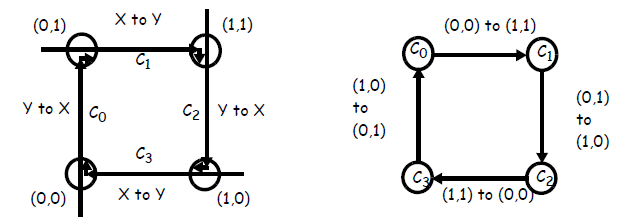 (0,1)
X to Y
(1,1)
C1
Y to X
C0
C2
Y to X
C3
(0,0)
X to Y
(1,0)
(0,0) to (1,1)
C0
C1
(1,0)
to
(0,1)
(0,1)
to
(1,0)
C3
C2
(1,1) to (0,0)